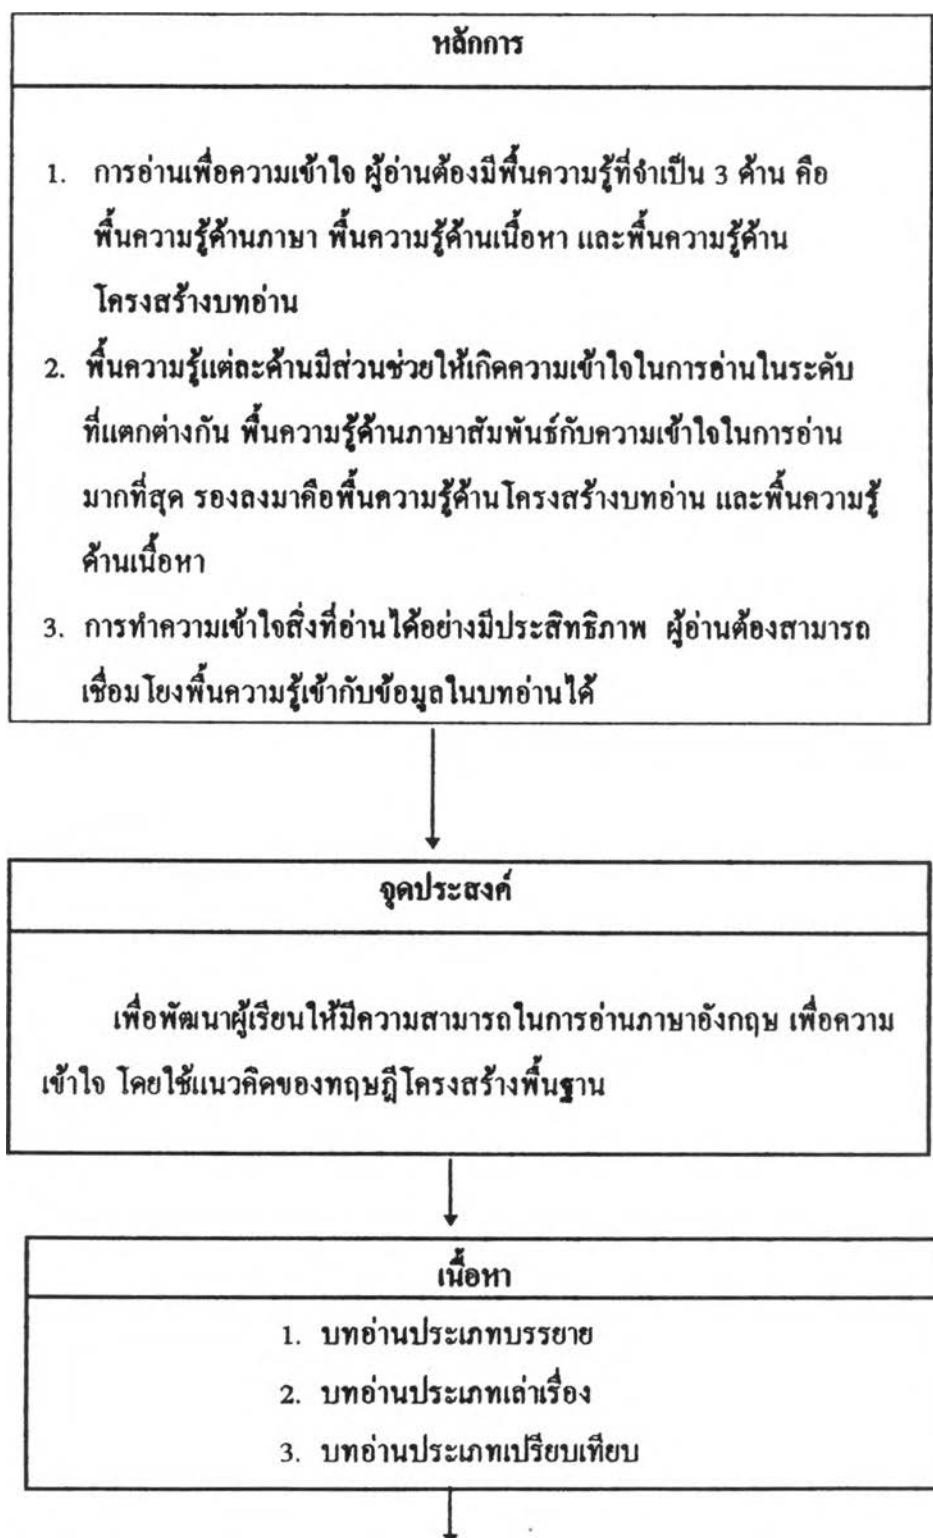 หลักการ
1. การอ่านเพื่อความเข้าใจ ผู้อ่านต้องมีพื้นความรู้ที่จำเป็น 3 ด้าน คือ
พื้นความรู้ด้านภาษา พื้นความรู้ด้านเนื้อหา และพื้นความรู้ด้าน
โครงสร้างบทอ่าน
2. พื้นความรู้แต่ละด้านมีส่วนช่วยให้เกิดความเข้าใจในการอ่านในระดับ
ที่แตกต่างกัน พื้นความรู้ด้านภาษาสัมพันธ์กับความเข้าใจในการอ่าน
มากที่สุด รองลงมาคือพื้นความรู้ด้านโครงสร้างบทอ่าน และพื้นความรู้
ด้านเนื้อหา
3. การทำความเข้าใจสิ่งที่อ่านได้อย่างมีประสิทธิภาพ ผู้อ่านต้องสามารถ
เชื่อมโยงพื้นความรู้เข้ากับข้อมูลในบทอ่านได้
จุดประสงค์
เพื่อพัฒนาผู้เรียนให้มีความสามารถในการอ่านภาษาอังกฤษ เพื่อความ
เข้าใจ โดยใช้แนวคิดของทฤษฎีโครงสร้างพื้นฐาน
เนื้อหา
1. บทอ่านประเภทบรรยาย
2. บทอ่านประเภทเล่าเรื่อง
3. บทอ่านประเภทเปรียบเทียบ